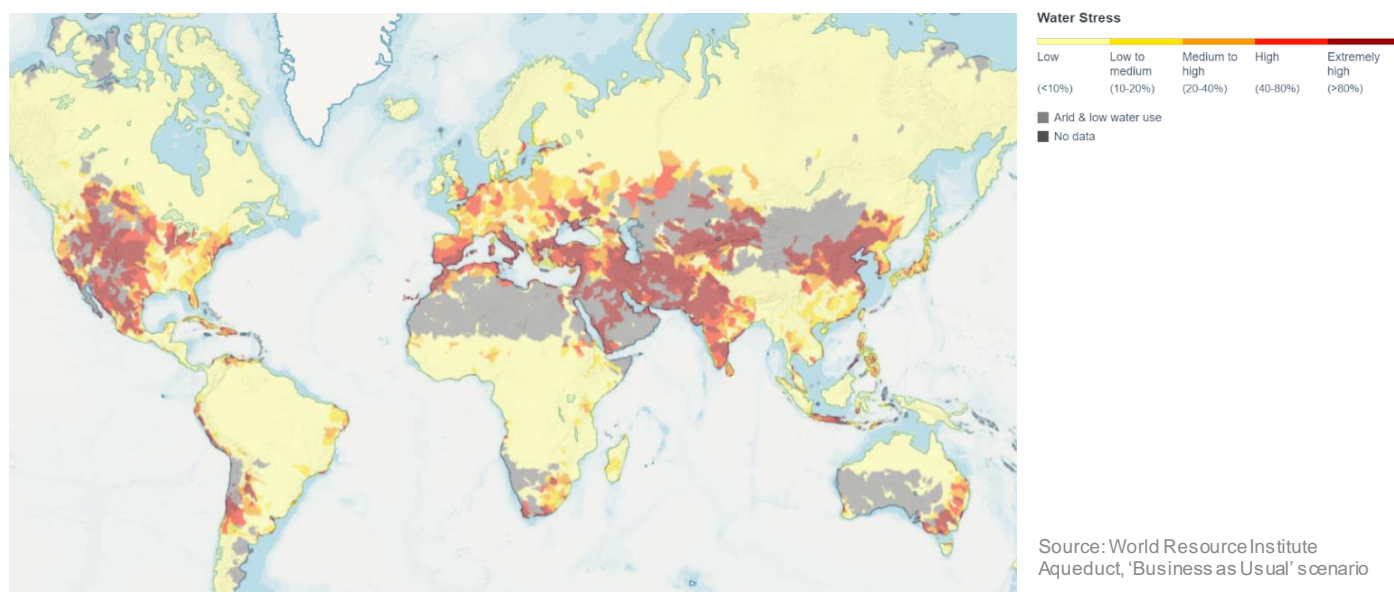 Water Stress
Low Low to medium Medium to high High Extremely high
(<10%) (10-20%) (20-40%) (40-80%) (>80%)
Arid & low water use
No data
Source: World Resource Institute
Aqueduct, ‘Business as Usual’ scenario